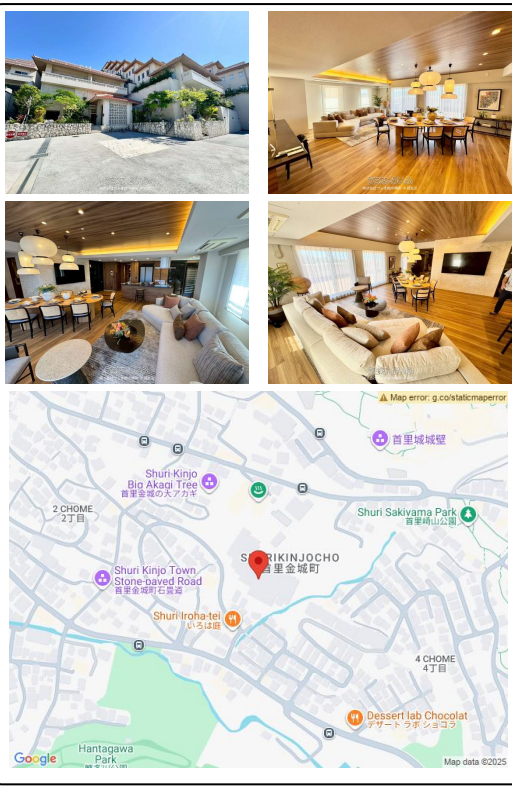 Map error: g.co/staticmaperror
首里城城壁
Shuri Kinjo
Big Akagi Tree
首里金城の大アカギ
2 CHOME
2丁目
Shuri Sakiyama Park
首里崎山公園
首里金城町
Shuri Kinjo Town
Stone-paved Road
首里金城町石畳道
Shuri Iroha-tei
いろは庭
4 CHOME
4丁目
Dessert lab Chocolat
デザートラボ ショコラ
Hantagawa
Park
Google
Map data ©2025